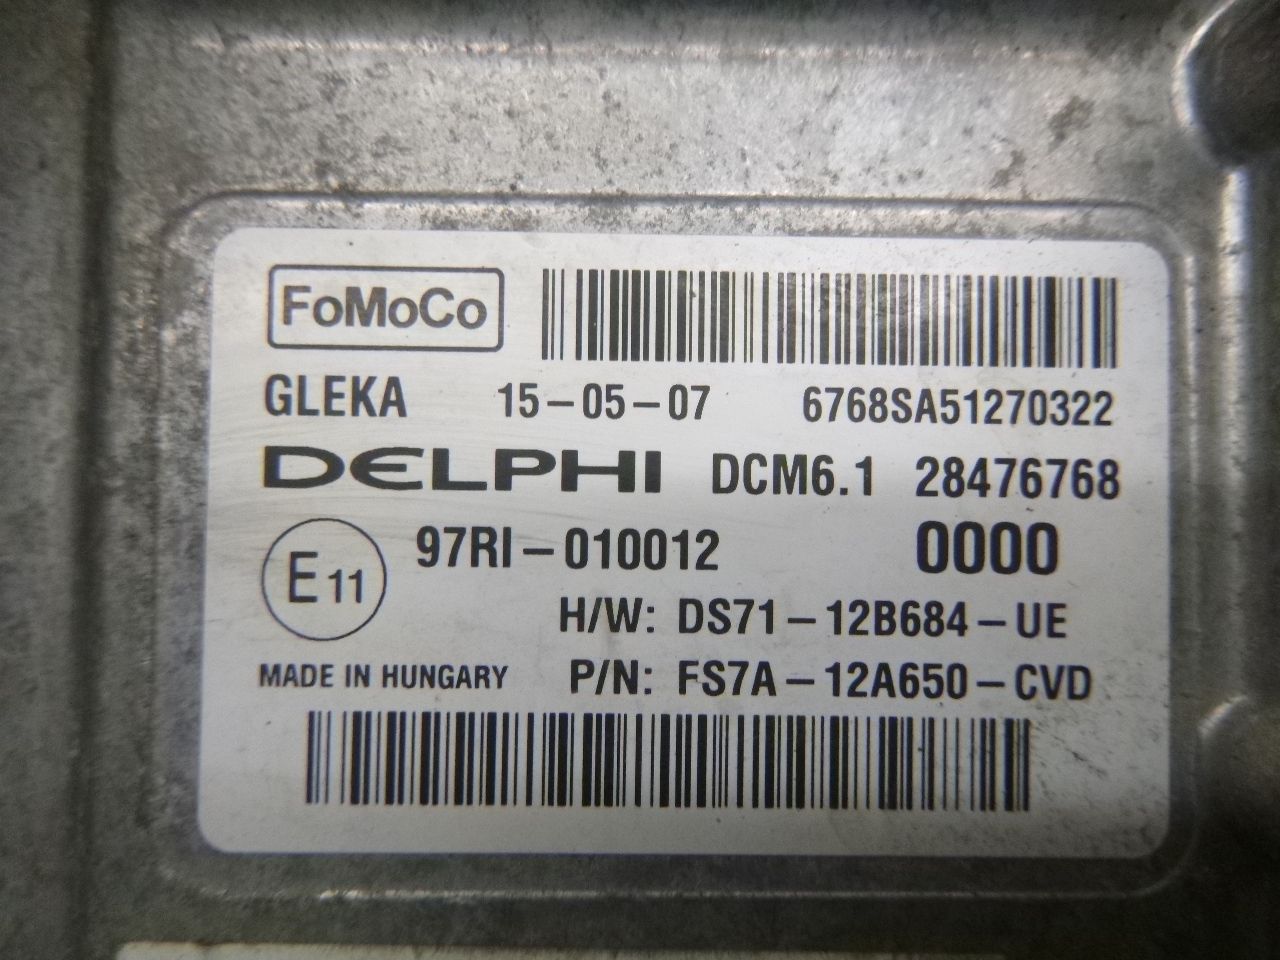 FoMoCo
GLEKA 15-05-07 6768SA51270322
DELPHI DCM6.1 28476768
E11 97RI-010012 0000
H/W: DS71-12B684-UE
MADE IN HUNGARY P/N: FS7A-12A650-CVD